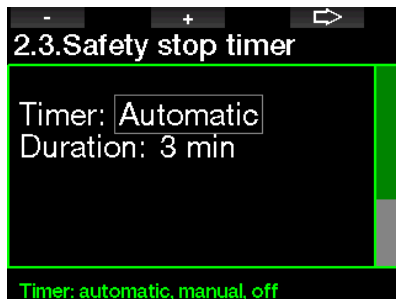 - + ⇨
2.3.Safety stop timer
Timer: Automatic
Duration: 3 min
Timer: automatic, manual, off